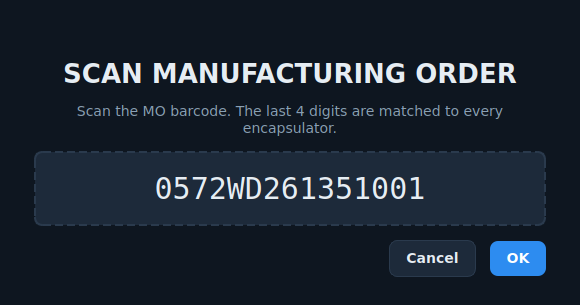 SCAN MANUFACTURING ORDER
Scan the MO barcode. The last 4 digits are matched to every
encapsulator.
0572WD261351001
Cancel OK